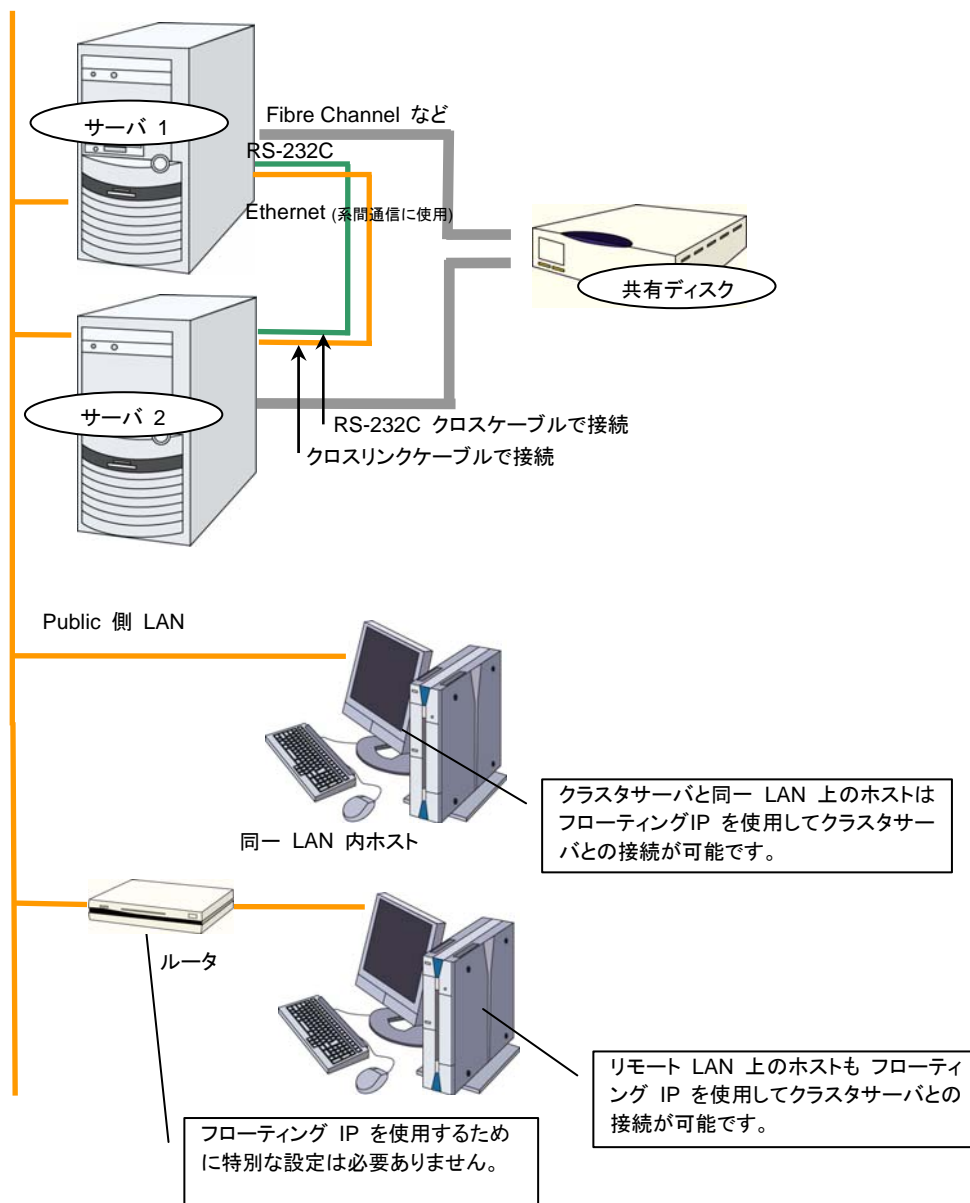 サーバ 1
Fibre Channel など
RS-232C
Ethernet (系間通信に使用)
共有ディスク
サーバ 2
RS-232C クロスケーブルで接続
クロスリンクケーブルで接続
Public 側 LAN
クラスタサーバと同一 LAN 上のホストは
フローティングIP を使用してクラスタサー
バとの接続が可能です。
同一 LAN 内ホスト
ルータ
リモート LAN 上のホストも フローティ
ング IP を使用してクラスタサーバとの
接続が可能です。
フローティング IP を使用するため
に特別な設定は必要ありません。